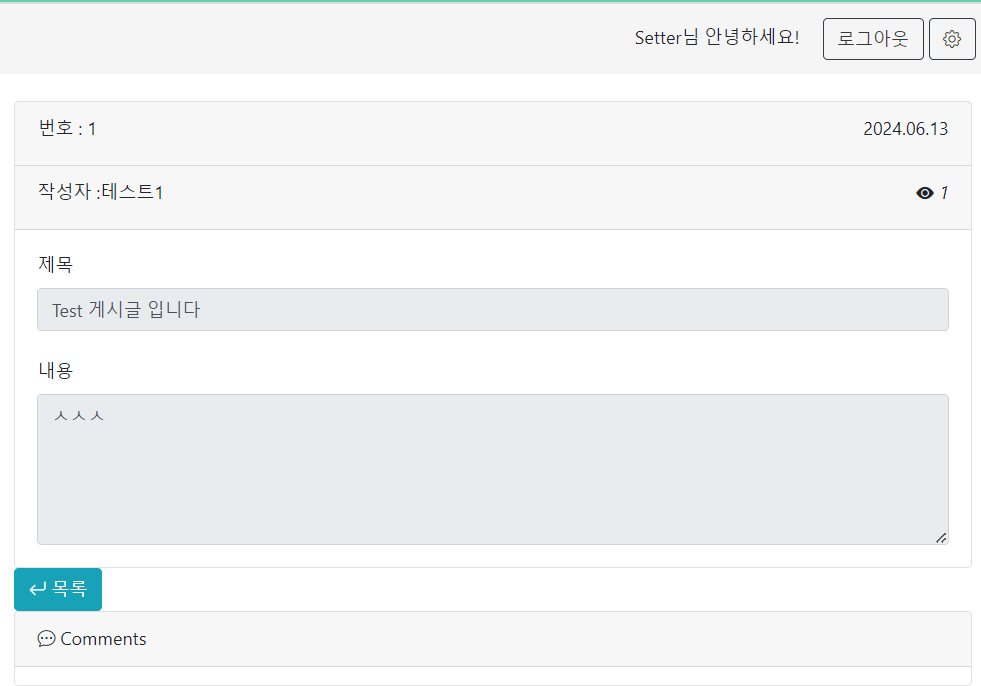 Setter님 안녕하세요! 로그아웃
번호 : 1 2024.06.13
작성자 :테스트1 1
제목
Test 게시글 입니다
내용
ㅅㅅㅅ
목록
Comments